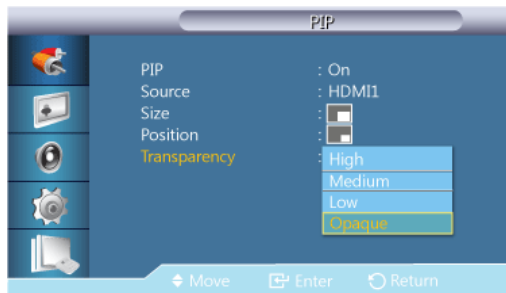 PIP
PIP : On
Source : HDMI1
Size :
Position :
Transparency : High
Medium
Low
Opaque
Move Enter Return